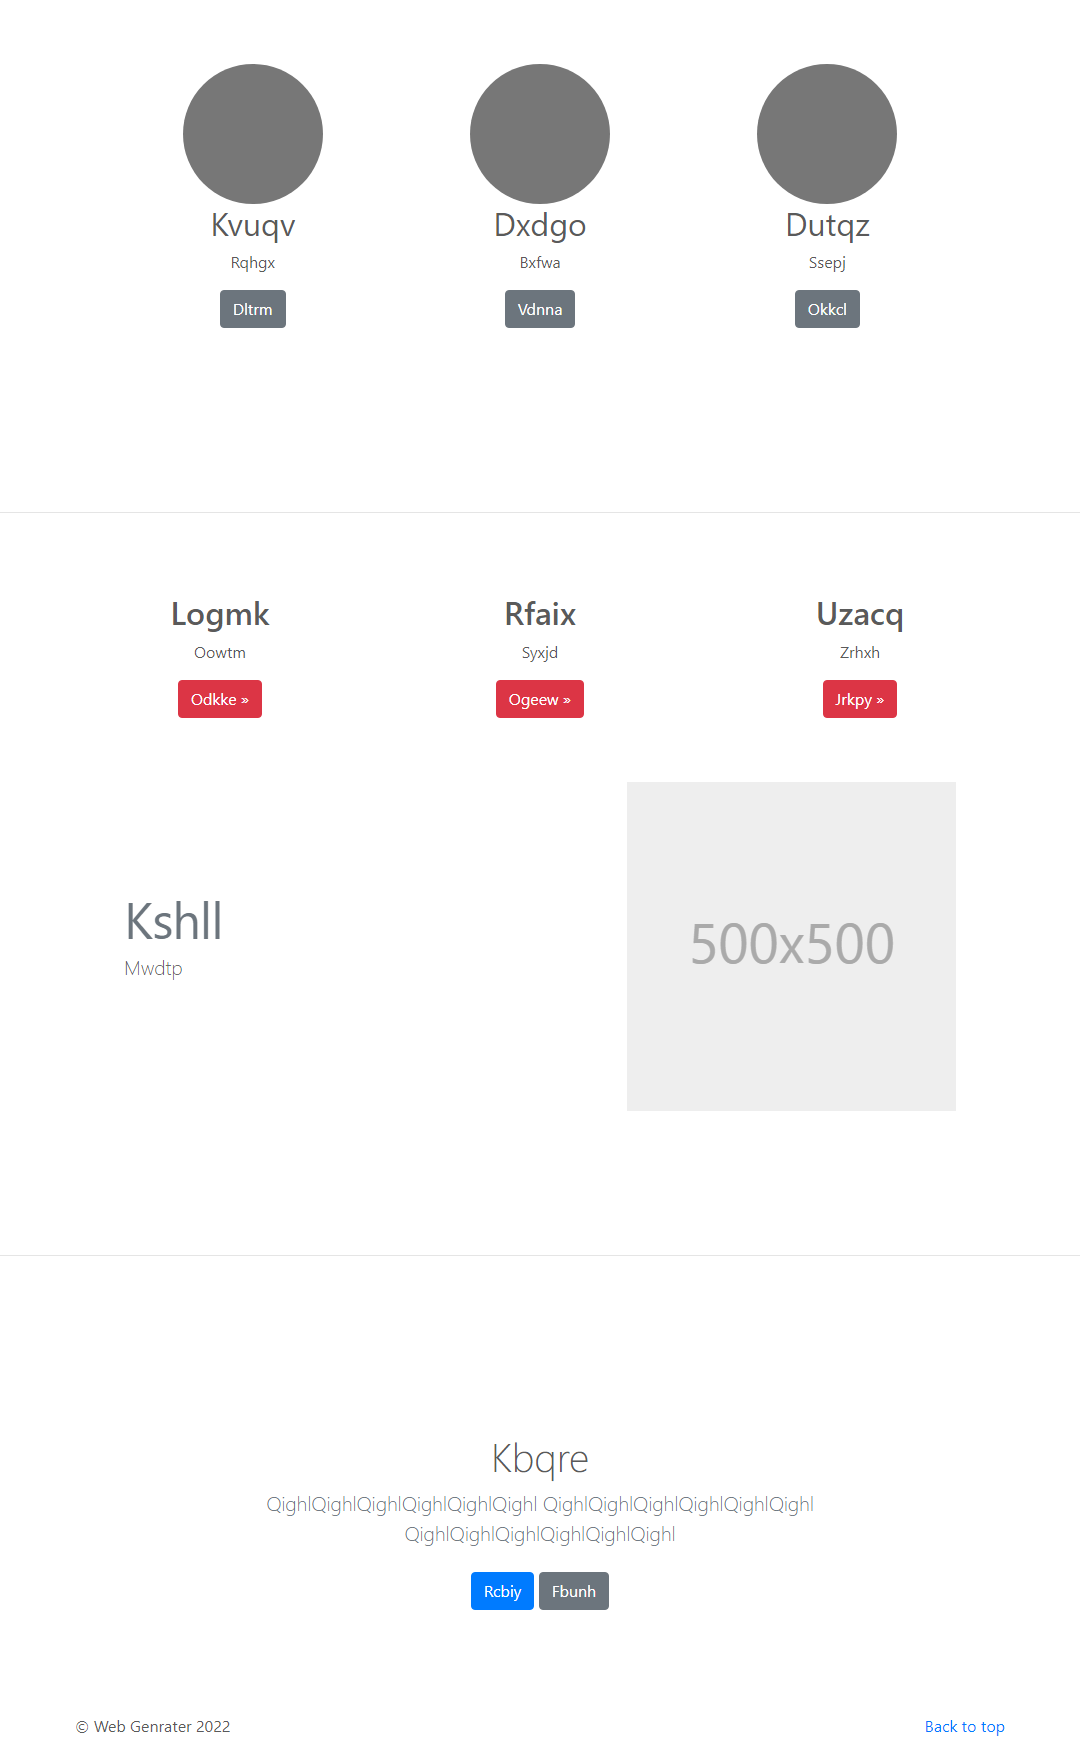 Kvuqv Dxdgo Dutqz
Rqhgx Bxfwa Ssepj
Dltrm Vdnna Okkcl
Logmk Rfaix Uzacq
Oowtm Syxjd Zrhxh
Odkke » Ogeew » Jrkpy »
Kshll
Mwdtp
500x500
Kbqre
QighlQighlQighlQighlQighlQighl QighlQighlQighlQighlQighlQighl
QighlQighlQighlQighlQighlQighl
Rcbiy Fbunh
© Web Genrater 2022 Back to top